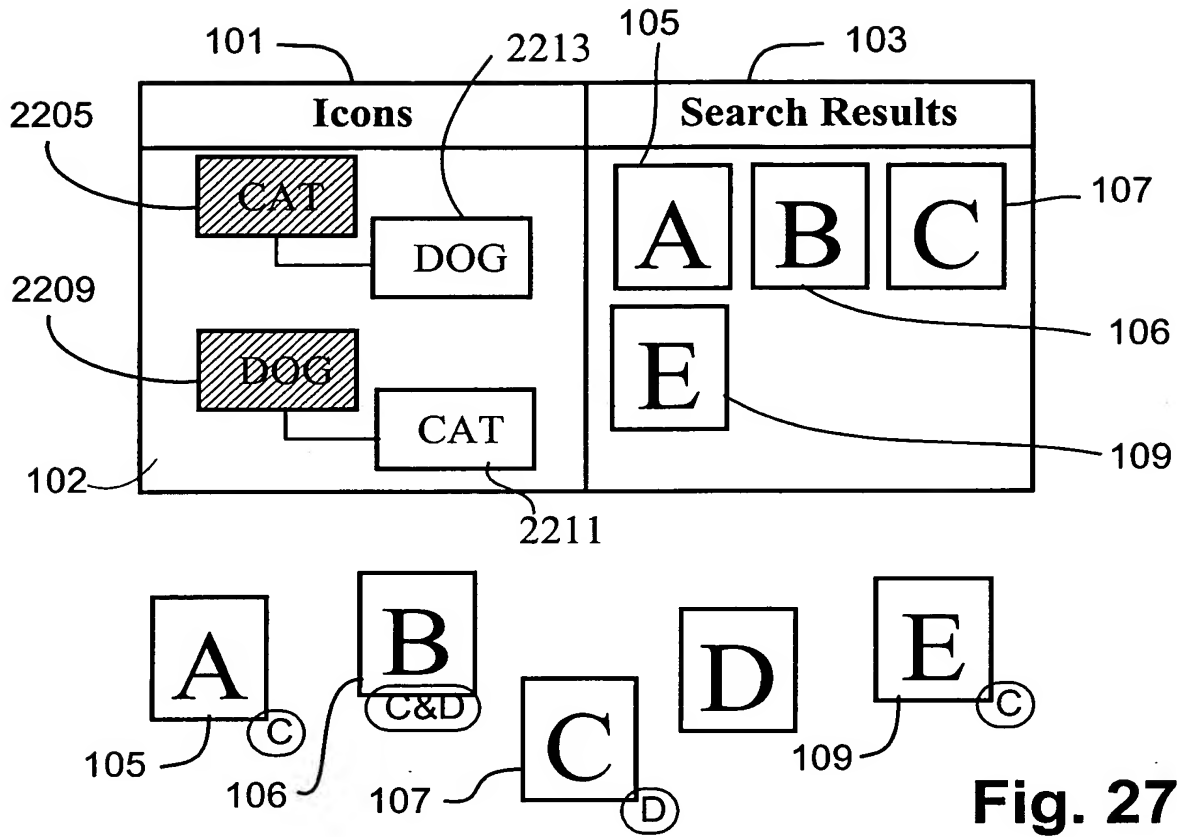 101 2213 105 103
Icons Search Results
2205 CAT A B C 107
DOG
2209 106
DOG E
CAT
102 109
2211
A B D E
C&D
C C C
105 109
106 107 D
Fig. 27